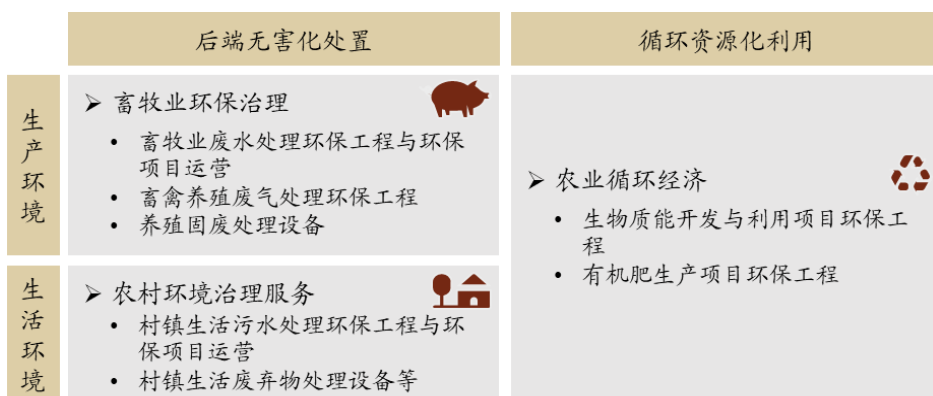 后端无害化处置
循环资源化利用
生产环境
➢ 畜牧业环保治理
• 畜牧业废水处理环保工程与环保
项目运营
• 畜禽养殖废气处理环保工程
• 养殖固废处理设备
生活环境
➢ 农村环境治理服务
• 村镇生活污水处理环保工程与环
保项目运营
• 村镇生活废弃物处理设备等
➢ 农业循环经济
• 生物质能开发与利用项目环保工
程
• 有机肥生产项目环保工程